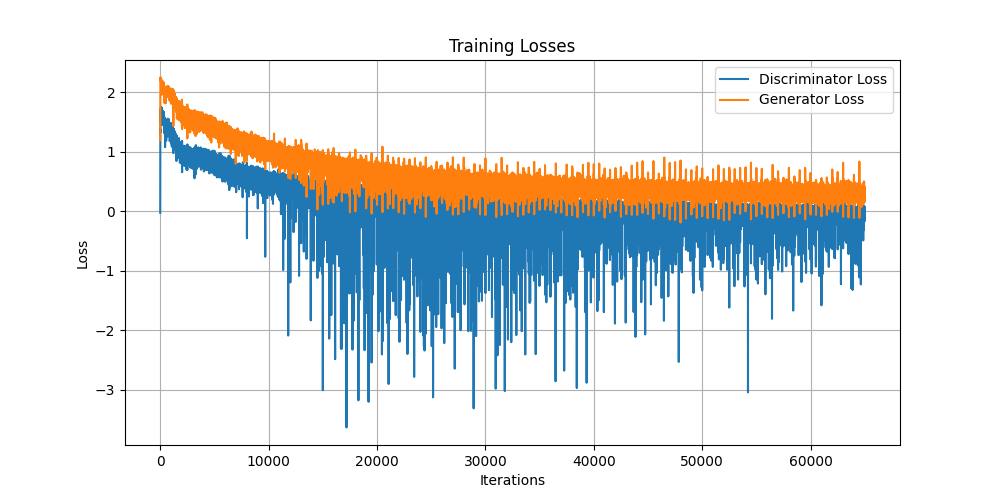 Training Losses
Discriminator Loss
Generator Loss
2
1
0
−1
−2
−3
Loss
0 10000 20000 30000 40000 50000 60000
Iterations